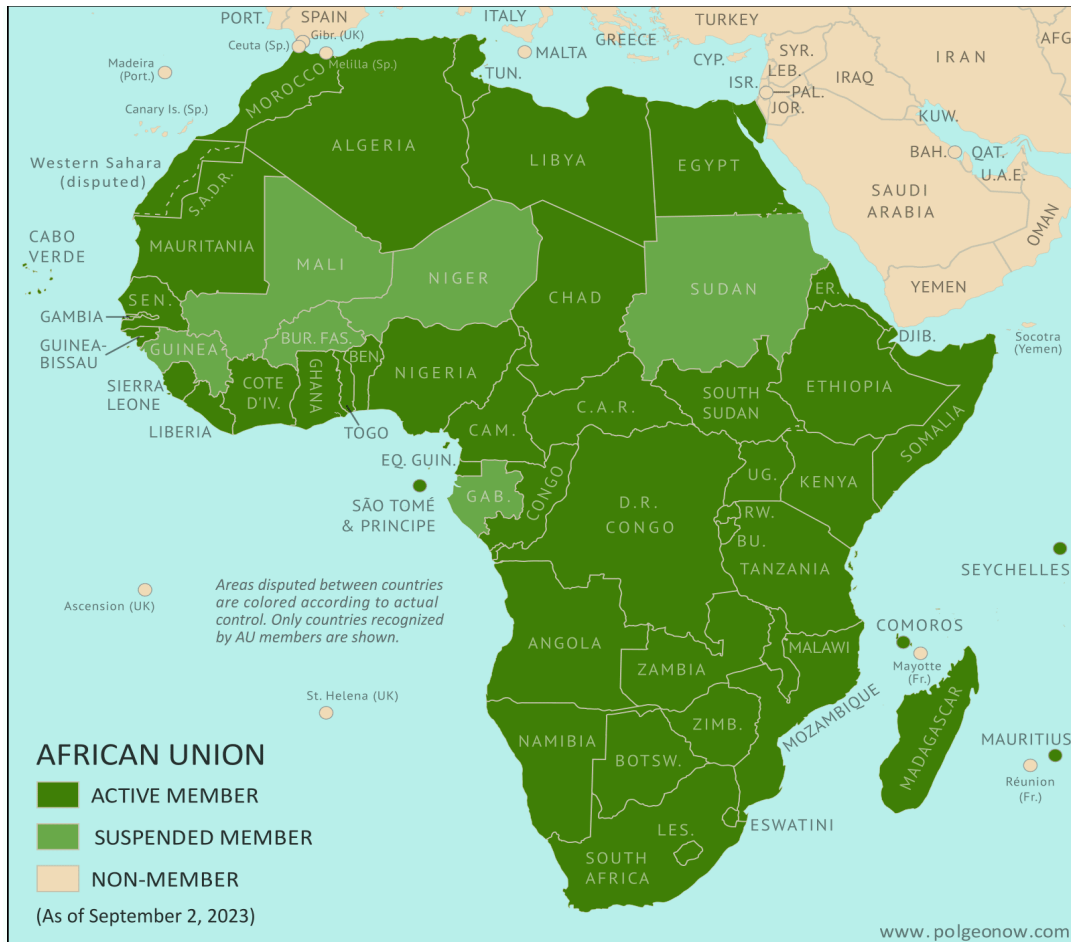 PORT.
SPAIN
ITALY
TURKEY
Gibr. (UK)
Ceuta (Sp.)
GREECE
AFG
MALTA
Melilla (Sp.)
CYP.
SYR.
IRAN
Madeira
(Port.)
TUN.
LEB.
IRAQ
ISR.
PAL.
JOR.
MOROCCO
Canary Is. (Sp.)
KUW.
ALGERIA
LIBYA
EGYPT
BAH.
QAT.
U.A.E.
Western Sahara
(disputed)
S.A.D.R.
SAUDI
ARABIA
OMAN
CABO
VERDE
MAURITANIA
MALI
NIGER
CHAD
SUDAN
ER.
YEMEN
SEN.
GAMBIA
GUINEA-
BISSAU
GUINEA
BUR. FAS.
BEN.
DJIB.
Socotra
(Yemen)
SIERRA
LEONE
COTE
D'IV.
GHANA
NIGERIA
ETHIOPIA
SOUTH
SUDAN
C.A.R.
LIBERIA
TOGO
CAM.
SOMALIA
EQ. GUIN.
GAB.
CONGO
UG.
KENYA
SÃO TOMÉ
& PRINCIPE
D.R.
CONGO
RW.
BU.
TANZANIA
SEYCHELLES
Areas disputed between countries
are colored according to actual
control. Only countries recognized
by AU members are shown.
Ascension (UK)
ANGOLA
ZAMBIA
MALAWI
COMOROS
Mayotte
(Fr.)
St. Helena (UK)
MOZAMBIQUE
MADAGASCAR
ZIMB.
NAMIBIA
BOTSW.
MAURITIUS
Réunion
(Fr.)
ESWATINI
LES.
SOUTH
AFRICA
AFRICAN UNION
ACTIVE MEMBER
SUSPENDED MEMBER
NON-MEMBER
(As of September 2, 2023)
www.polgeonow.com